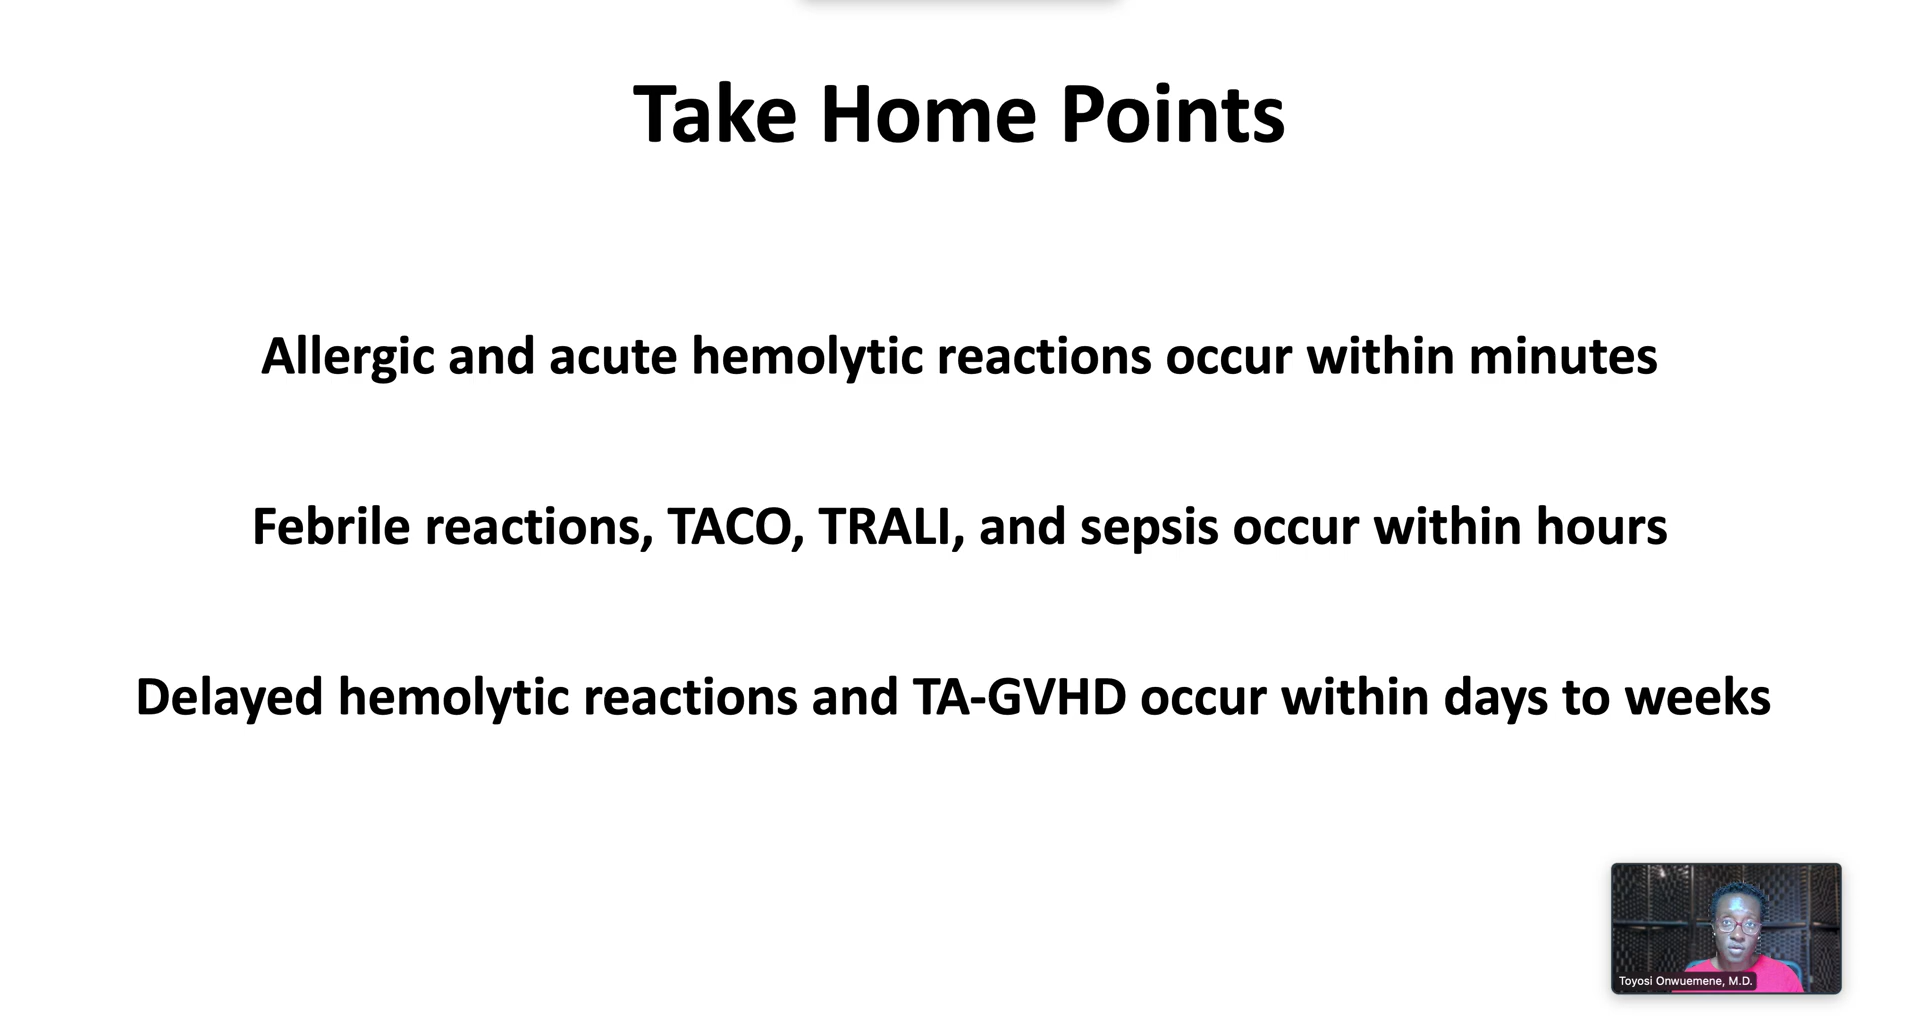 Take Home Points
Allergic and acute hemolytic reactions occur within minutes
Febrile reactions, TACO, TRALI, and sepsis occur within hours
Delayed hemolytic reactions and TA-GVHD occur within days to weeks
Toyosi Onwuemene, M.D.